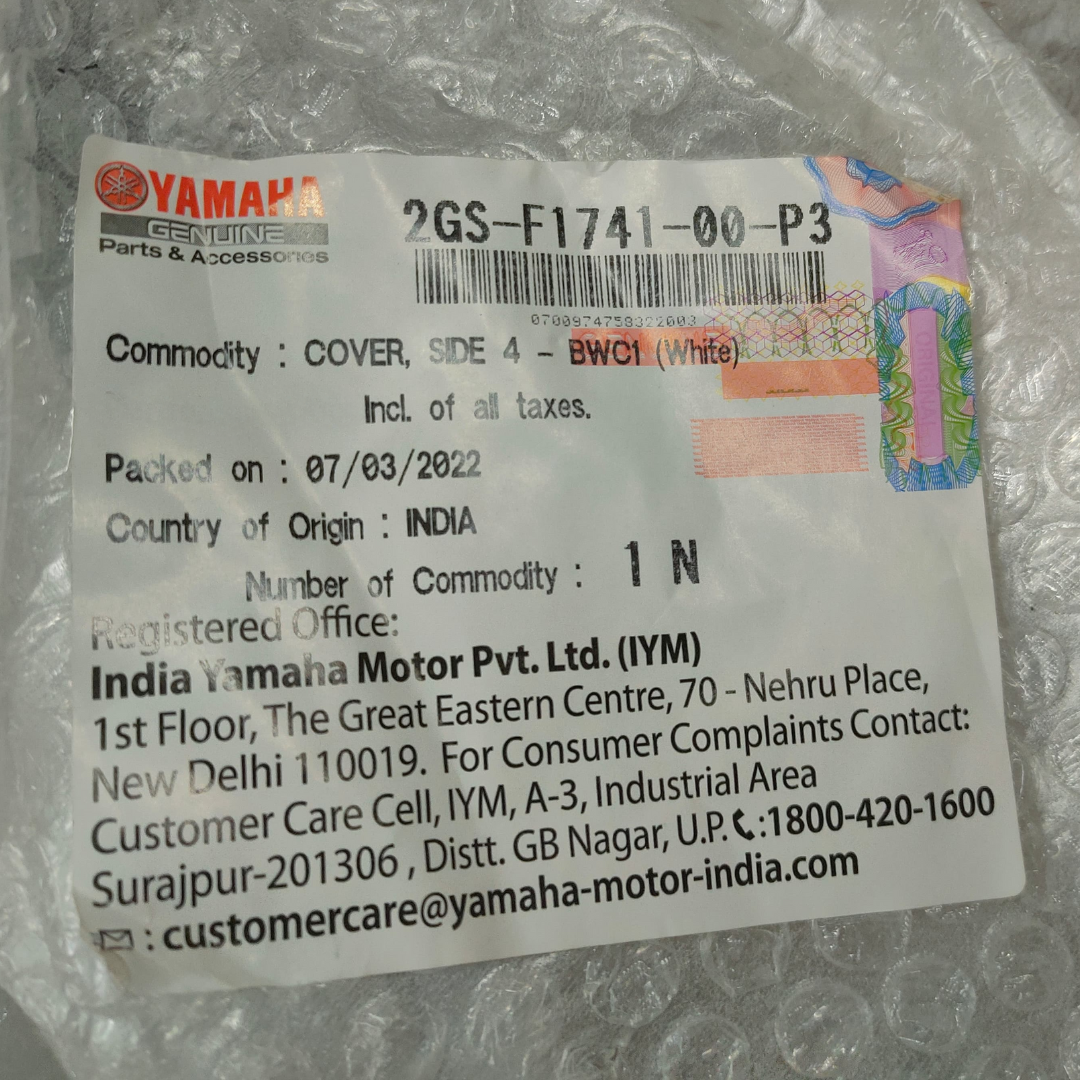 YAMAHA
GENUINE
Parts & Accessories
2GS-F1741-00-P3
0700974758322003
Commodity : COVER, SIDE 4 - BWC1 (White)
Incl. of all taxes.
Packed on : 07/03/2022
Country of Origin : INDIA
Number of Commodity : 1 N
Registered Office:
India Yamaha Motor Pvt. Ltd. (IYM)
1st Floor, The Great Eastern Centre, 70 - Nehru Place,
New Delhi 110019. For Consumer Complaints Contact:
Customer Care Cell, IYM, A-3, Industrial Area
Surajpur-201306 , Distt. GB Nagar, U.P. :1800-420-1600
: customercare@yamaha-motor-india.com